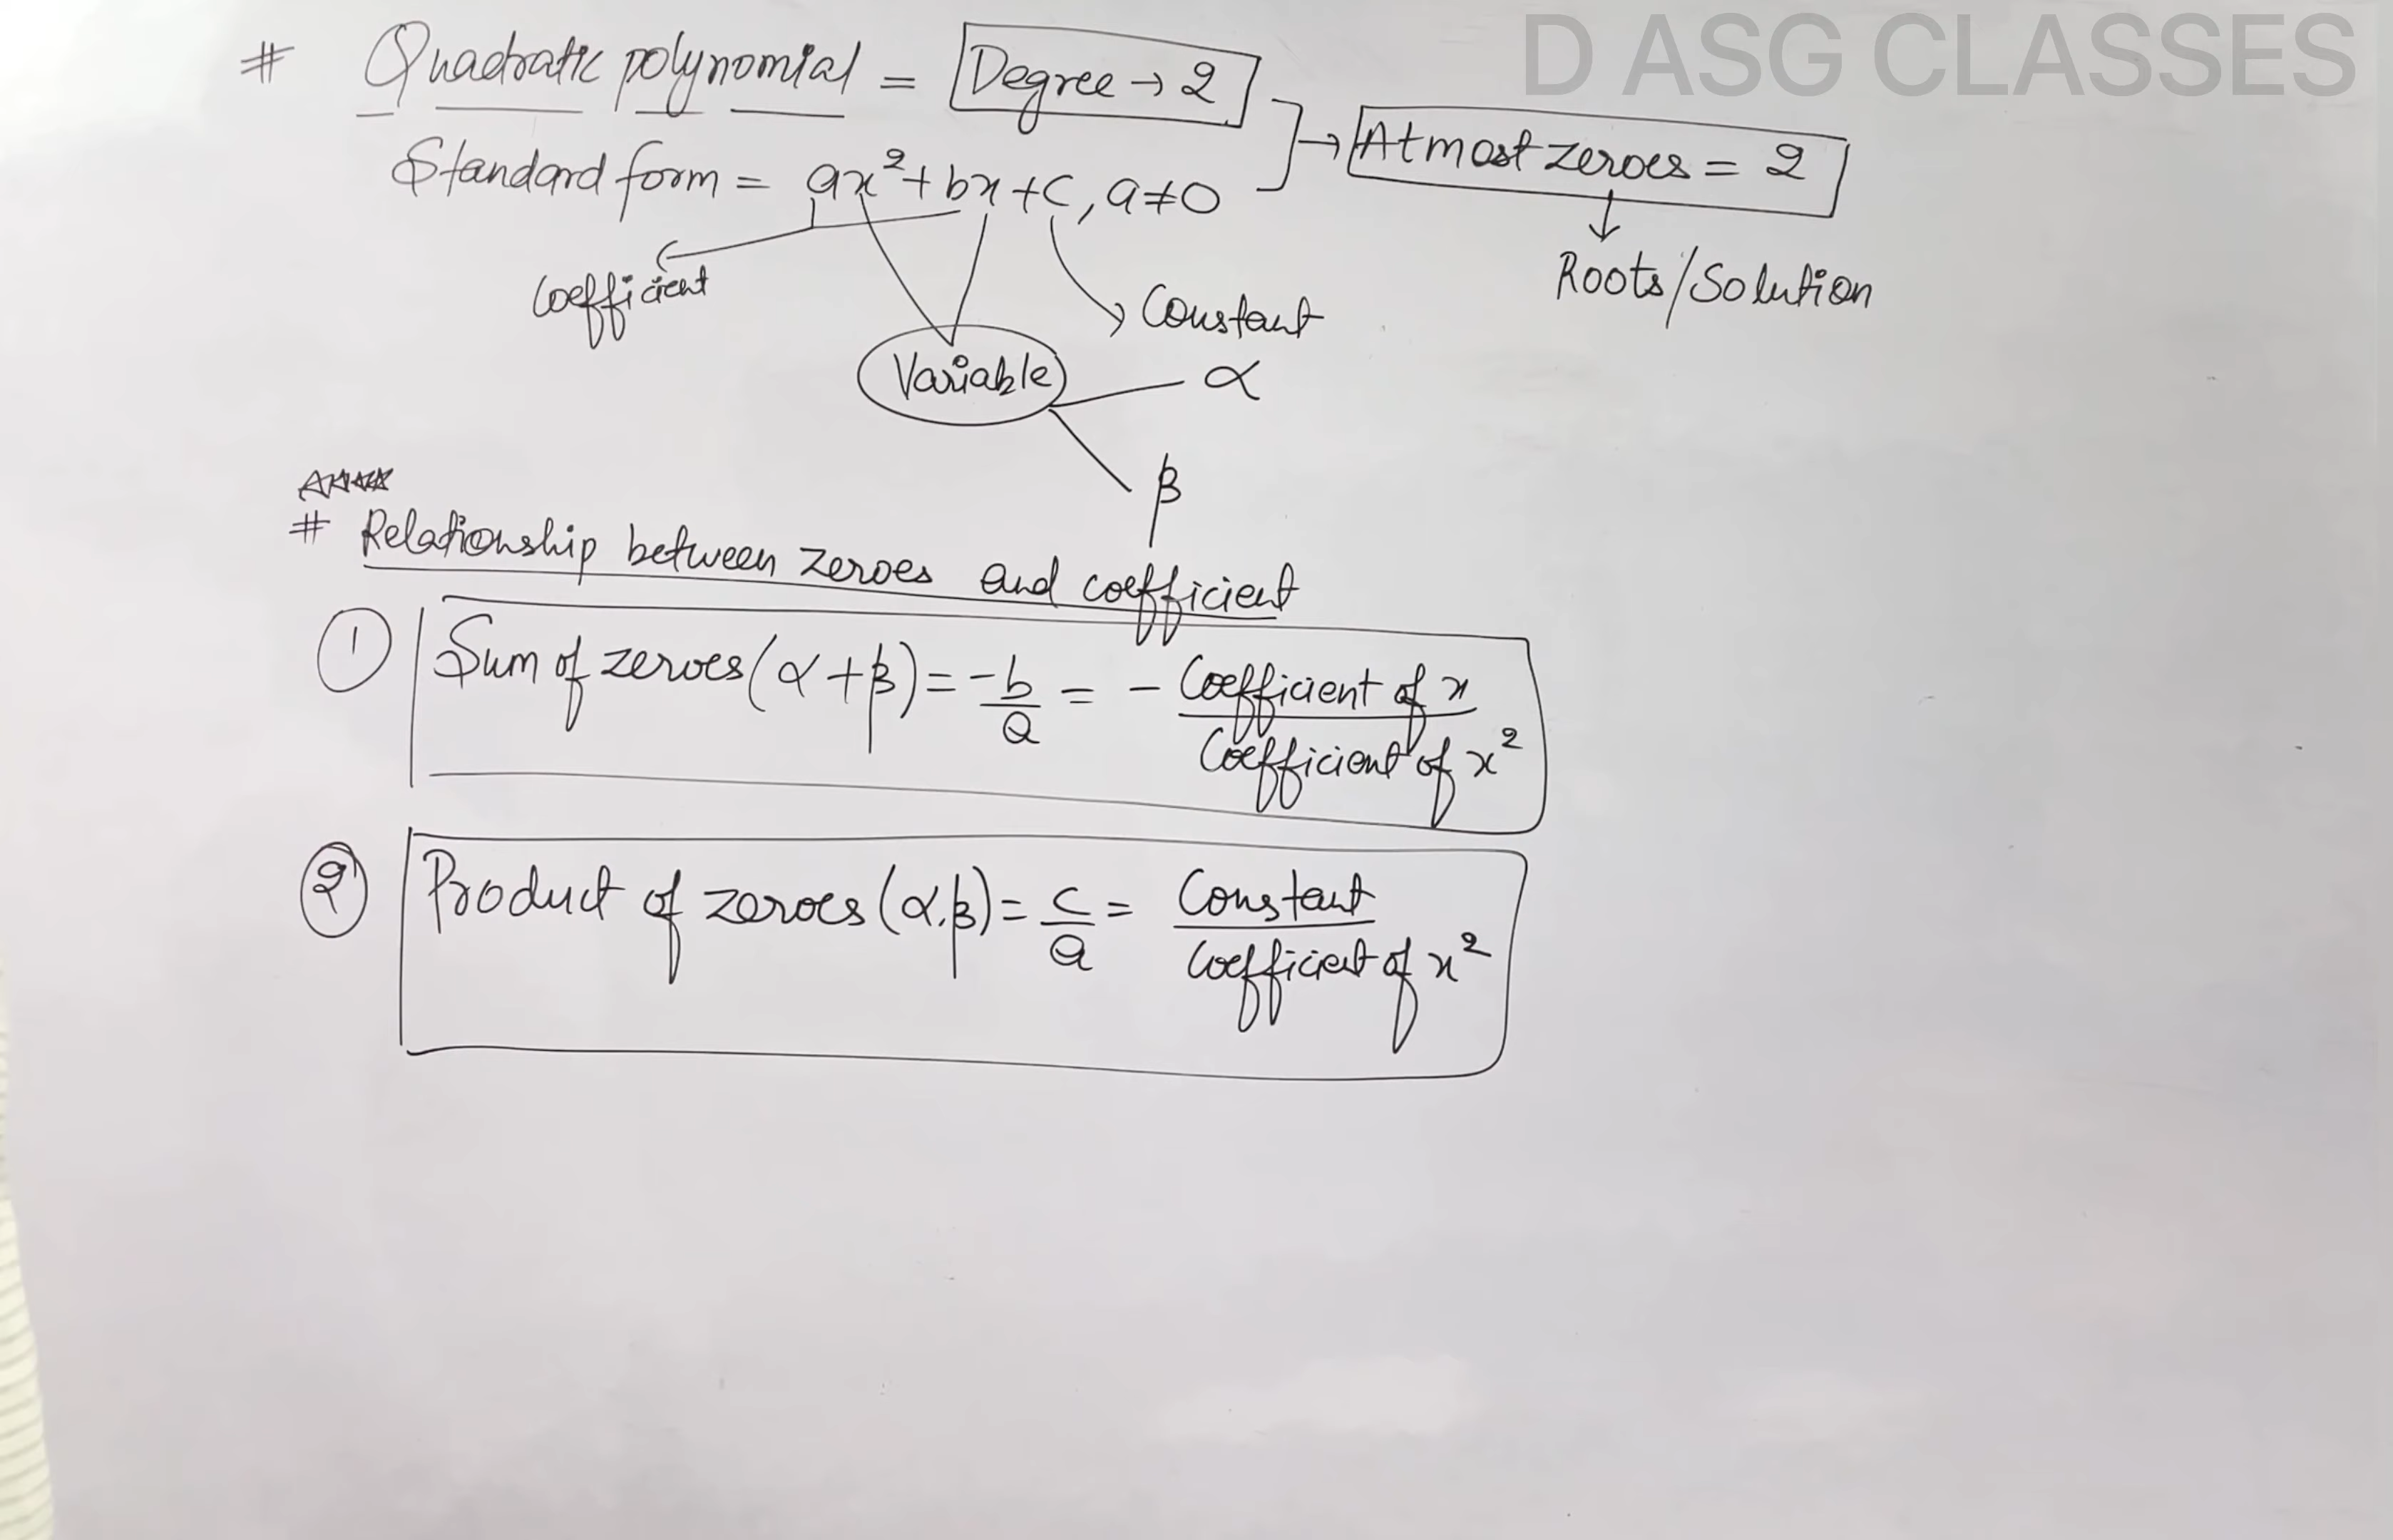 D ASG CLASSES
# Quadratic polynomial = Degree → 2
Standard form = ax² + bx + c, a ≠ 0
→ Atmost zeroes = 2
Roots/Solution
Coefficient
Constant
Variable
α
β
# Relationship between zeroes and coefficient
① Sum of zeroes (α + β) = -b/a = - Coefficient of x / Coefficient of x²
② Product of zeroes (α.β) = c/a = Constant / Coefficient of x²